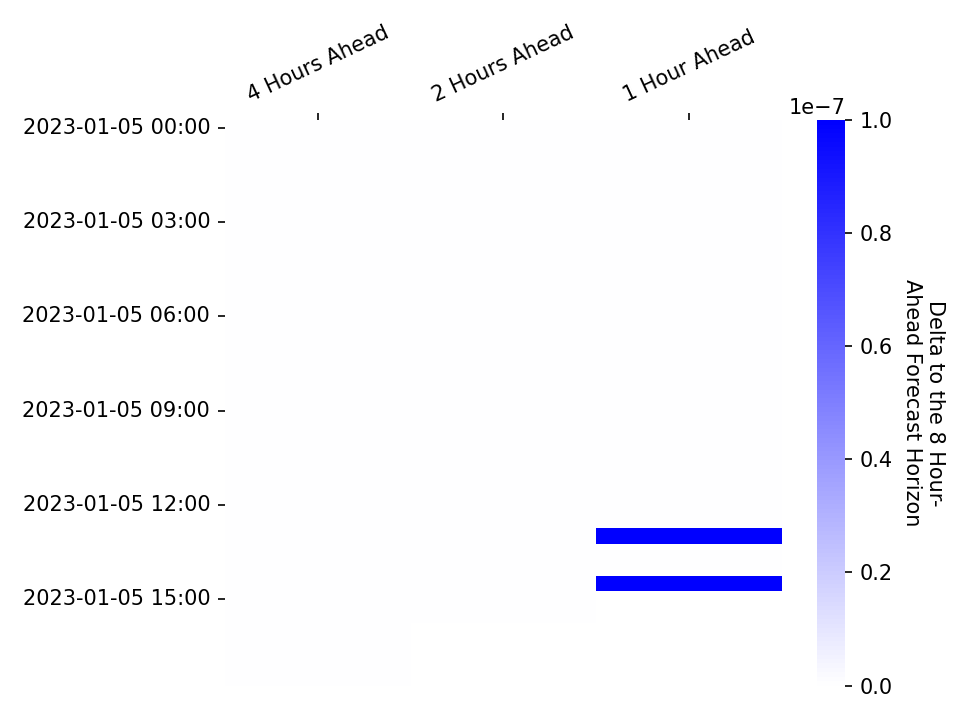 4 Hours Ahead
2 Hours Ahead
1 Hour Ahead
1e−7
2023-01-05 00:00
2023-01-05 03:00
2023-01-05 06:00
2023-01-05 09:00
2023-01-05 12:00
2023-01-05 15:00
1.0
0.8
0.6
0.4
0.2
0.0
Delta to the 8 Hour-
Ahead Forecast Horizon